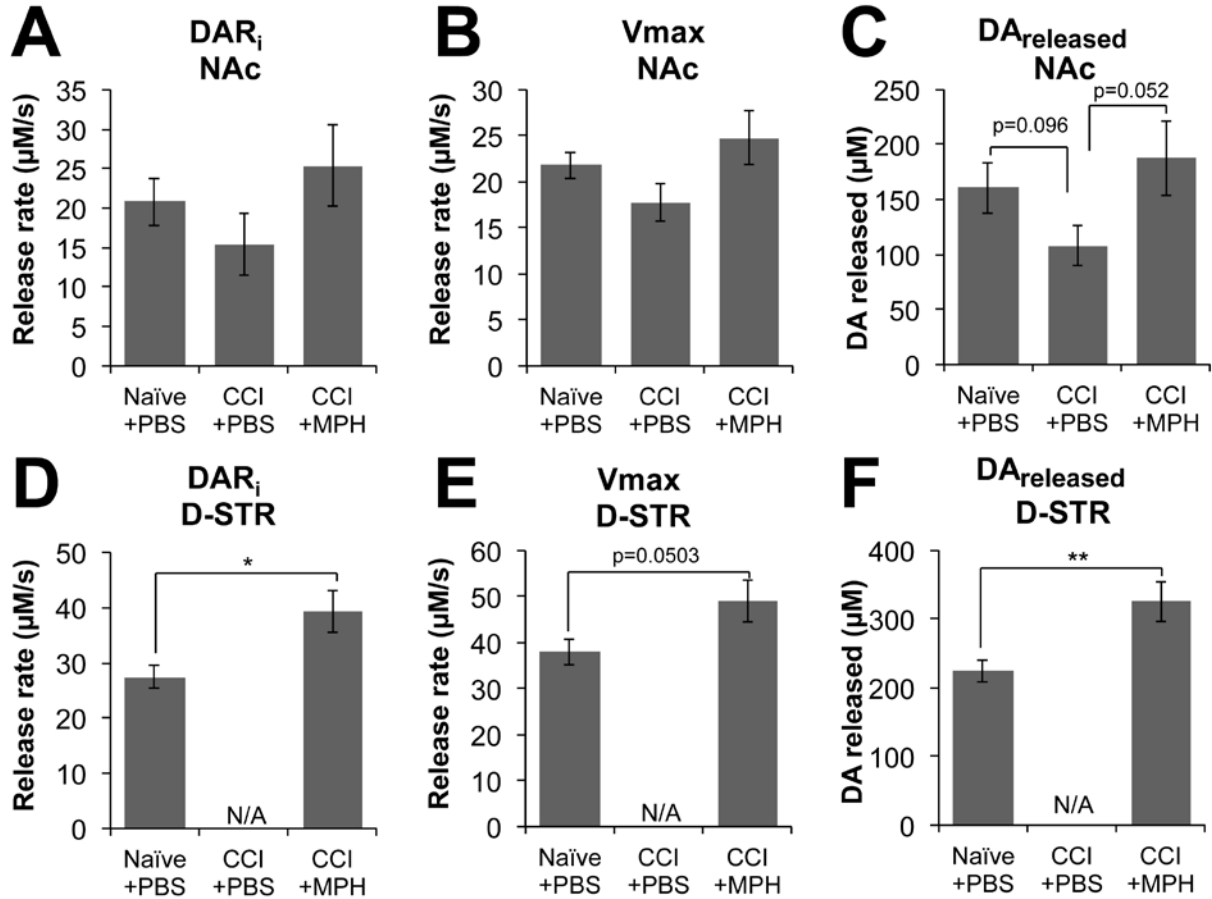 A
DARi
NAc
Release rate (µM/s)
35
30
25
20
15
10
5
0
Naïve
+PBS
CCI
+PBS
CCI
+MPH
B
Vmax
NAc
Release rate (µM/s)
30
25
20
15
10
5
0
Naïve
+PBS
CCI
+PBS
CCI
+MPH
C
DAreleased
NAc
DA released (µM)
250
200
150
100
50
0
p=0.096
p=0.052
Naïve
+PBS
CCI
+PBS
CCI
+MPH
D
DARi
D-STR
Release rate (µM/s)
50
40
30
20
10
0
*
N/A
Naïve
+PBS
CCI
+PBS
CCI
+MPH
E
Vmax
D-STR
Release rate (µM/s)
60
50
40
30
20
10
0
p=0.0503
N/A
Naïve
+PBS
CCI
+PBS
CCI
+MPH
F
DAreleased
D-STR
DA released (µM)
400
300
200
100
0
**
N/A
Naïve
+PBS
CCI
+PBS
CCI
+MPH